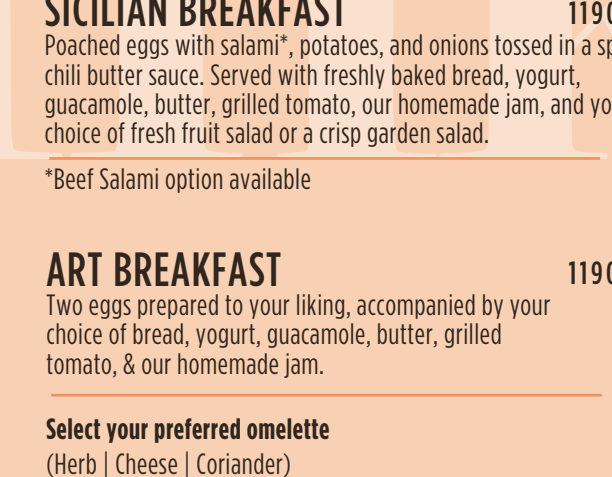 SICILIAN BREAKFAST 1190
Poached eggs with salami*, potatoes, and onions tossed in a
chili butter sauce. Served with freshly baked bread, yogurt,
guacamole, butter, grilled tomato, our homemade jam, and
choice of fresh fruit salad or a crisp garden salad.
*Beef Salami option available
ART BREAKFAST 1190
Two eggs prepared to your liking, accompanied by your
choice of bread, yogurt, guacamole, butter, grilled
tomato, & our homemade jam.
Select your preferred omelette
(Herb | Cheese | Coriander)